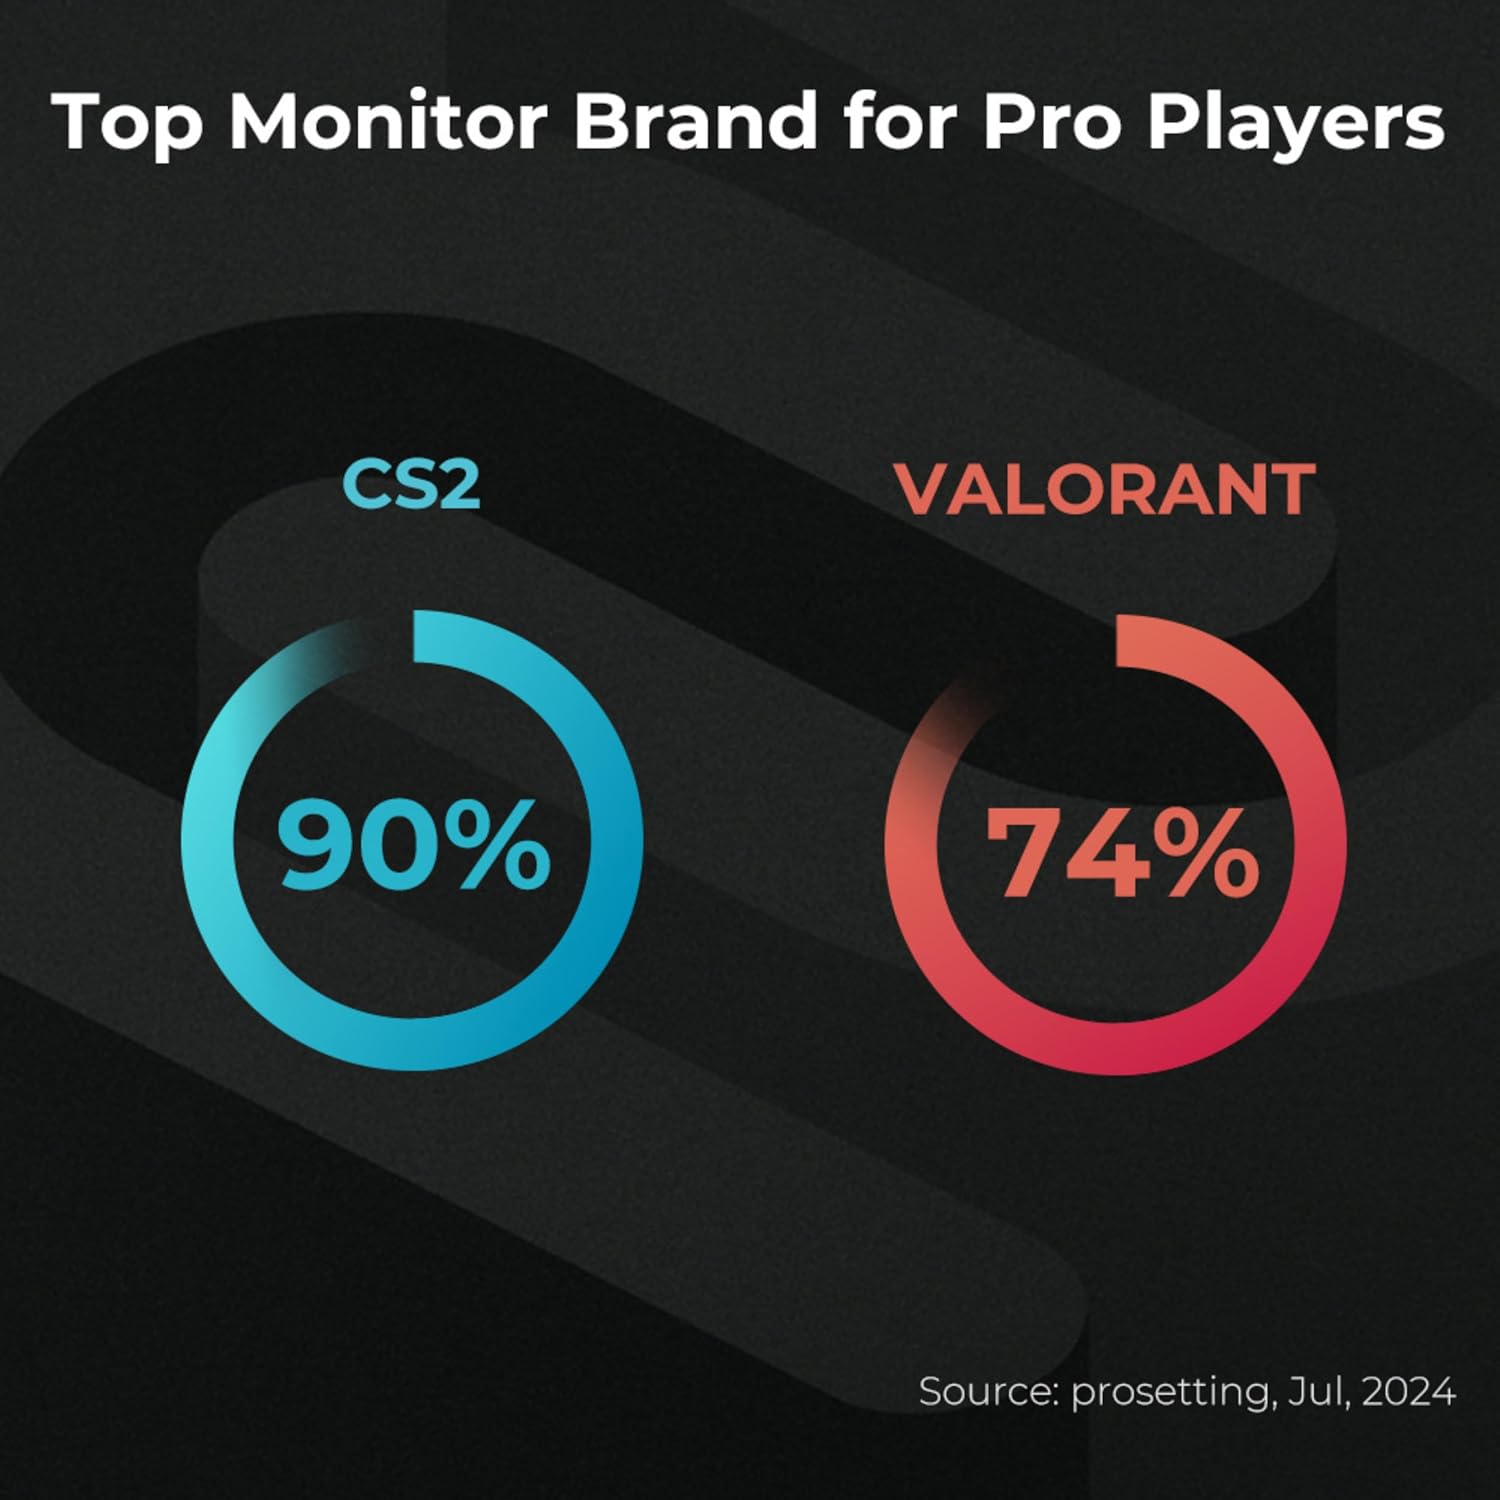 Top Monitor Brand for Pro Players
CS2
VALORANT
90%
74%
Source: prosetting, Jul, 2024